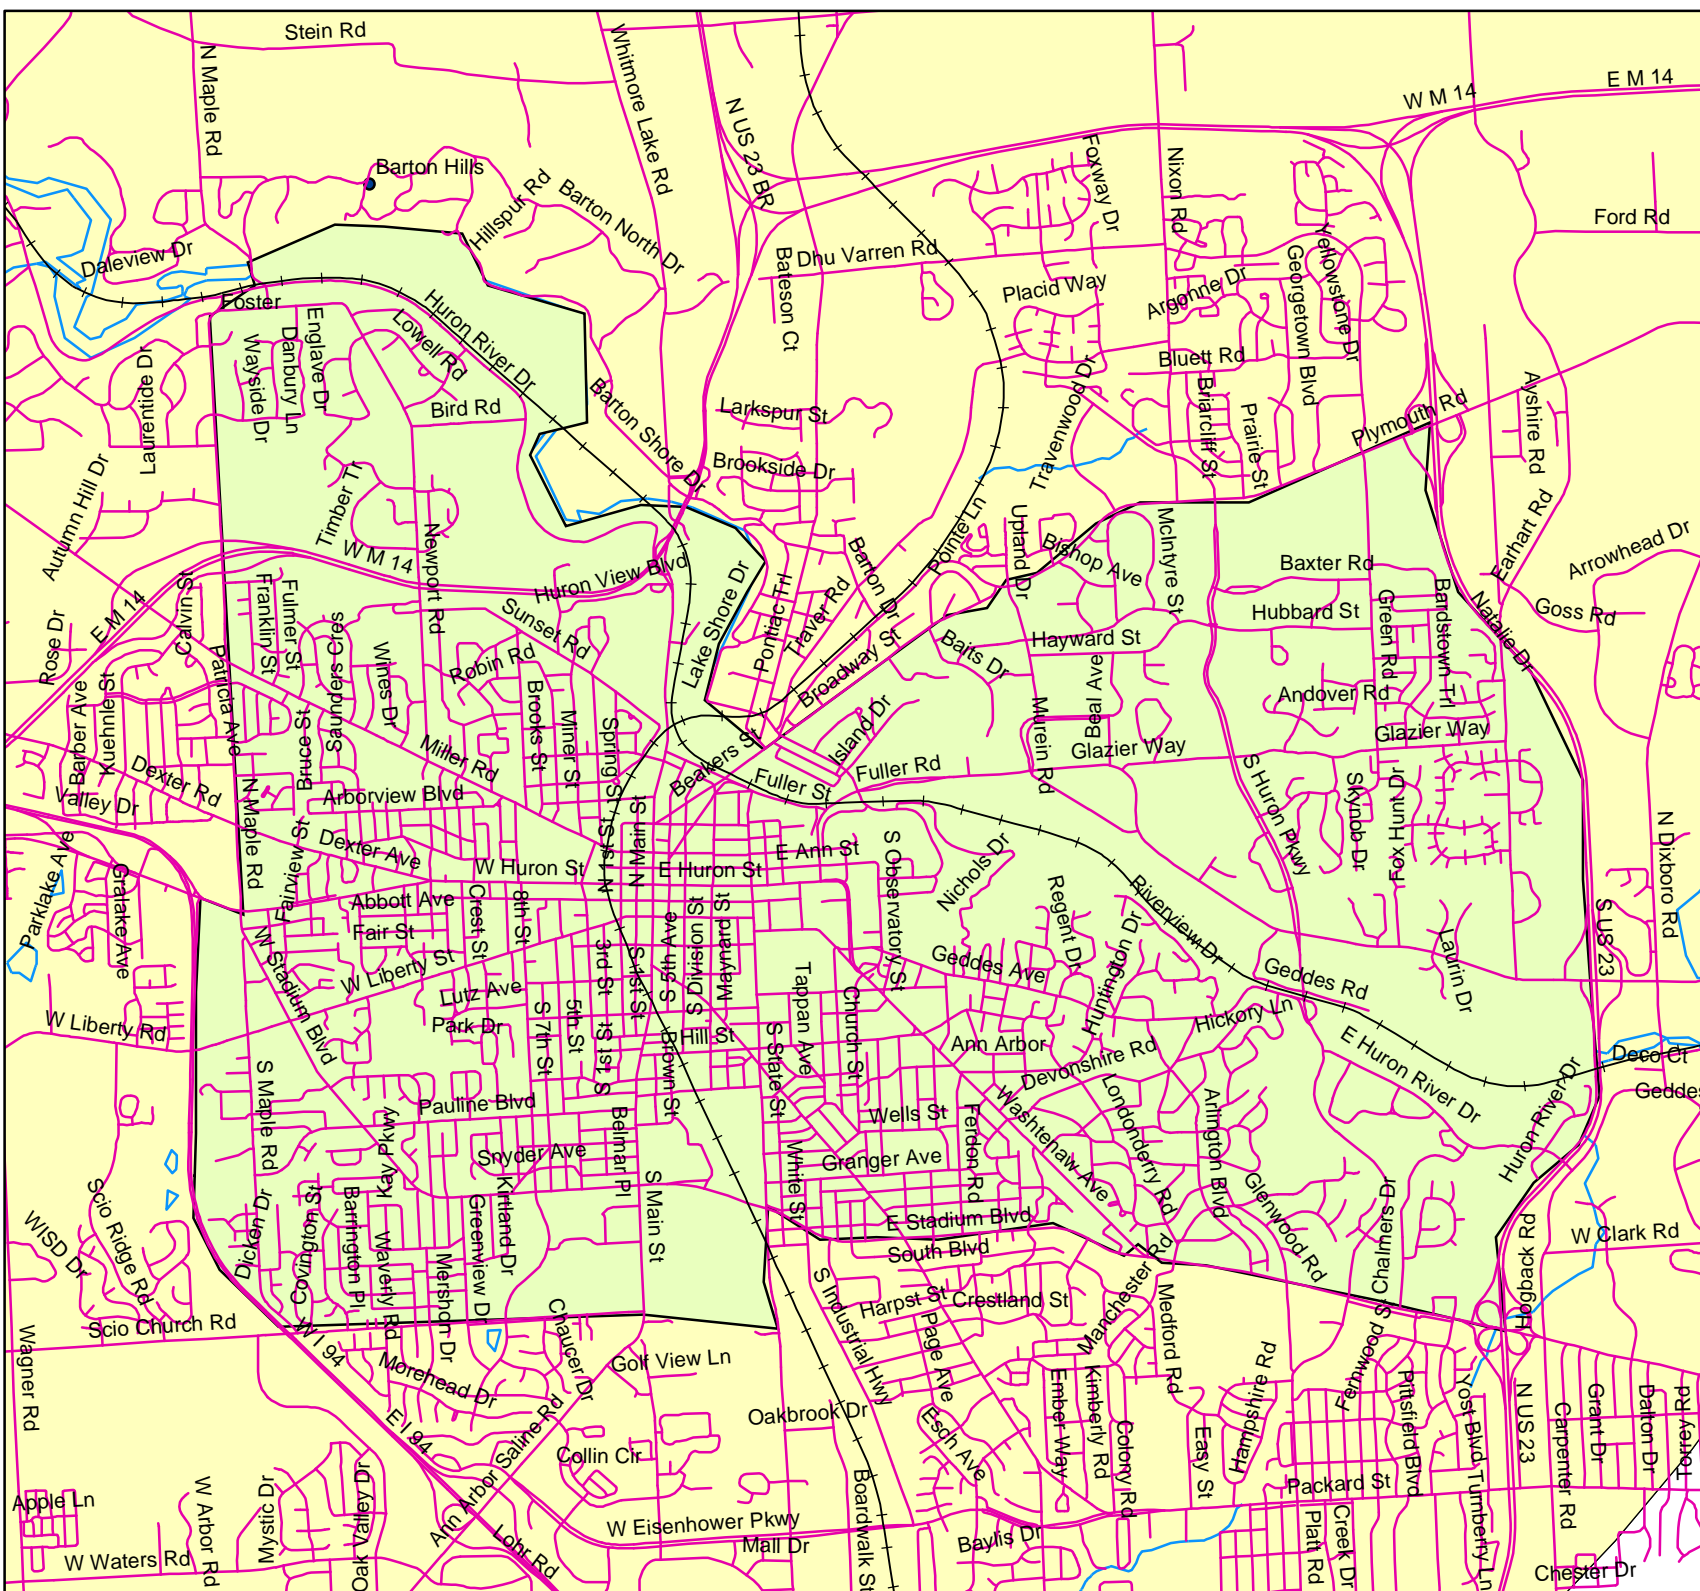 Stein Rd
N Maple Rd
Whitmore Lake Rd
N US 23 BR
W M 14
E M 14
Barton Hills
Hillspur Rd
Barton North Dr
Foxway Dr
Nixon Rd
Ford Rd
Daleview Dr
Bateson Ct
Dhu Varren Rd
Yellowstone Dr
Georgetown Blvd
Placid Way
Argonne Dr
Foster
Huron River Dr
Englave Dr
Danbury Ln
Wayside Dr
Lowell Rd
Bluett Rd
Travenwood Dr
Briarcliff St
Prairie St
Plymouth Rd
Ayshire Rd
Laurentide Dr
Bird Rd
Barton Shore Dr
Larkspur St
Brookside Dr
Autumn Hill Dr
Timber Tr
Newport Rd
W M 14
Pointe Ln
Upland Dr
Bishop Ave
McIntyre St
Earhart Rd
Arrowhead Dr
Baxter Rd
Goss Rd
Hubbard St
Green Rd
Bardstown Trl
Natalie Dr
Huron View Blvd
Lake Shore Dr
Pontiac Trl
Traver Rd
Barton Dr
Broadway St
Baits Dr
Hayward St
Rose Dr
E M 14
Calvin St
Franklin St
Fulmer St
Saunders Cres
Wines Dr
Sunset Rd
Robin Rd
Patricia Ave
Barber Ave
Kuehnle St
Brooks St
Miner St
Spring St
Island Dr
Beal Ave
Murfin Rd
Andover Rd
Glazier Way
Glazier Way
Dexter Rd
Valley Dr
Bruce St
Miller Rd
Beakers St
Fuller St
Fuller Rd
S Huron Pkwy
Skynob Dr
Fox Hunt Dr
N Dixboro Rd
Arborview Blvd
N Maple Rd
Fairview St
Dexter Ave
N 1st St
N Main St
Parklake Ave
Gralake Ave
W Huron St
E Huron St
E Ann St
S Observatory St
Nichols Dr
Regent Dr
Riverview Dr
Huntington Dr
Abbott Ave
Fair St
Crest St
8th St
W Stadium Blvd
W Liberty St
Lutz Ave
Park Dr
3rd St
S 1st St
S 5th Ave
S Division St
Maynard St
Tappan Ave
Church St
Geddes Ave
Geddes Rd
Laurin Dr
S US 23
W Liberty Rd
S Maple Rd
S 7th St
5th St
S 1st St
Brown St
Hill St
S State St
Ann Arbor
Hickory Ln
E Huron River Dr
Huron River Dr
Deco Ct
Geddes
Devonshire Rd
Londonderry Rd
Arlington Blvd
Washtenaw Ave
Pauline Blvd
Kay Pkwy
Snyder Ave
Belmar Pl
Wells St
Ferdon Rd
Granger Ave
White St
Scio Ridge Rd
WISD Dr
Dicken Dr
Covington St
Barrington Pl
Waverly Rd
Mershon Dr
Greenview Dr
Kirtland Dr
S Main St
E Stadium Blvd
South Blvd
Glenwood Rd
S Chalmers Dr
Hogback Rd
W Clark Rd
Scio Church Rd
Wagner Rd
W I 94
E I 94
Morehead Dr
Chaucer Dr
Golf View Ln
S Industrial Hwy
Harpst St
Crestland St
Page Ave
Manchester Rd
Medford Rd
Fernwood
Hampshire Rd
Pittsfield Blvd
Yost Blvd
N US 23
Carpenter Rd
Grant Dr
Dalton Dr
Torrey Rd
Oakbrook Dr
Esch Ave
Ember Way
Kimberly Rd
Colony Rd
Easy St
Collin Cir
Ann Arbor Saline Rd
Apple Ln
W Arbor Rd
Mystic Dr
Oak Valley Dr
Lohr Rd
W Eisenhower Pkwy
Mall Dr
Boardwalk St
Baylis Dr
Packard St
Platt Rd
Creek Dr
Turnberry Ln
Chester Dr
W Waters Rd